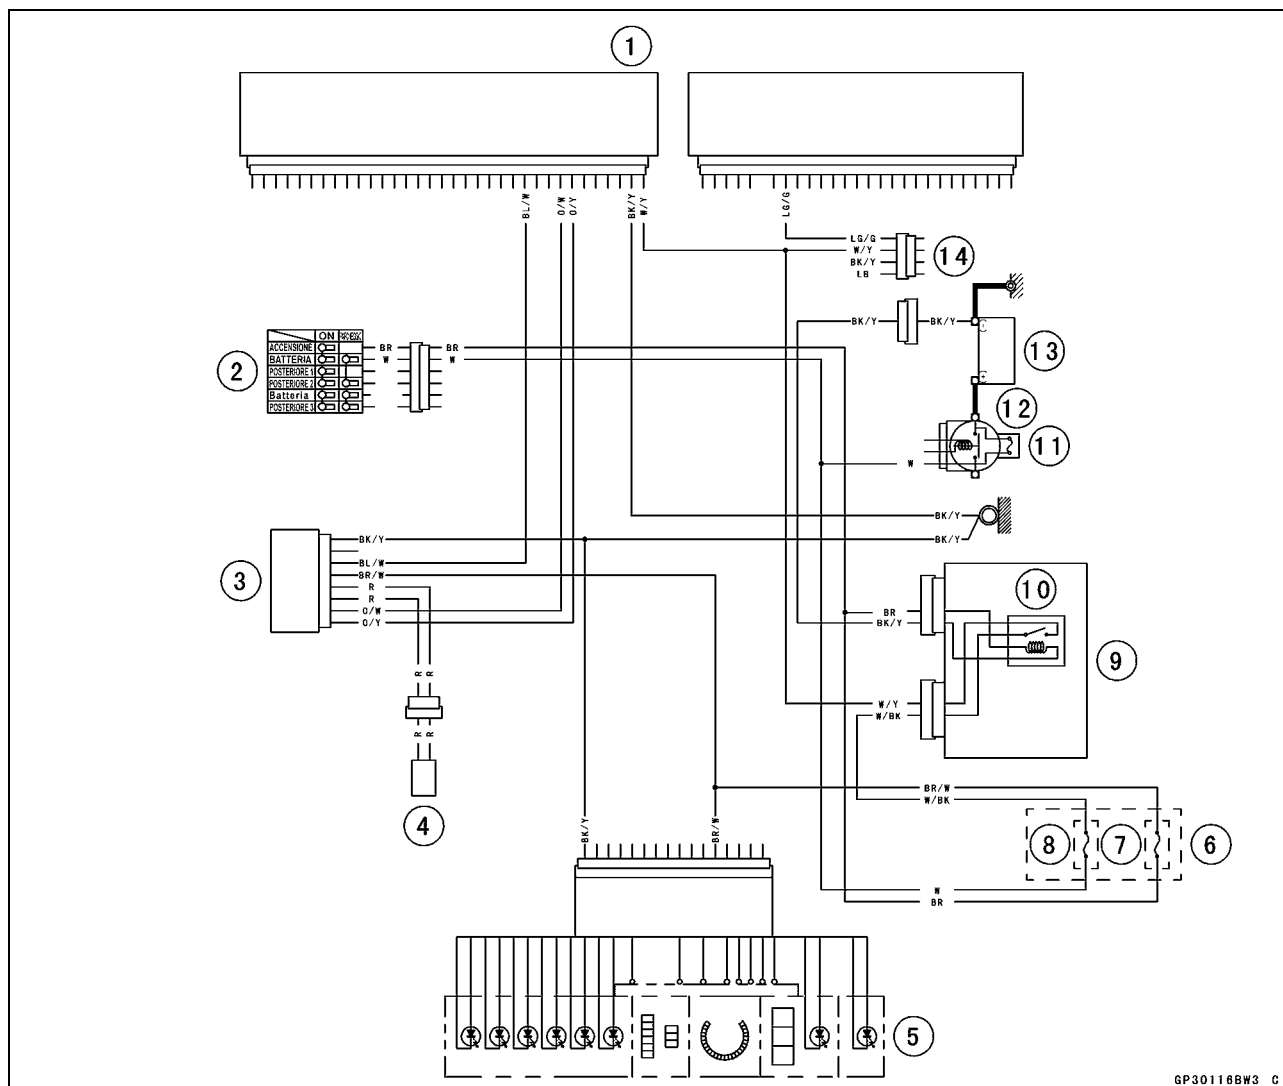 1
BL/W
O/W
O/Y
BK/Y
W/Y
LG/G
LG/G
W/Y
BK/Y
LB
14
BK/Y
BK/Y
13
12
11
2
ON
ACCENSIONE
BATTERIA
POSTERIORE 1
POSTERIORE 2
Batteria
POSTERIORE 3
BR
W
BR
W
W
BK/Y
BK/Y
3
BK/Y
BL/W
BR/W
R
R
O/W
O/Y
R
R
R
R
4
10
BR
BK/Y
9
W/Y
W/BK
BR/W
W/BK
8
7
6
W
BR
BK/Y
BR/W
5
GP30116BW3 C